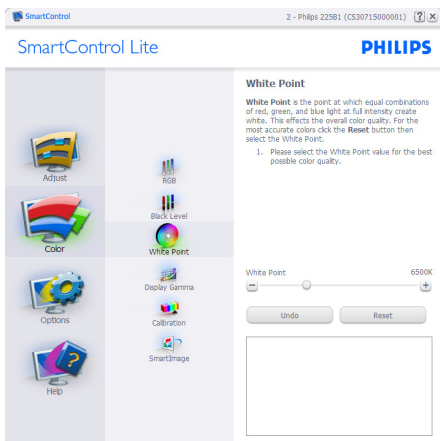 SmartControl
2 - Philips 225B1 (CS30715000001)
SmartControl Lite
PHILIPS
Adjust
Color
Options
Help
RGB
Black Level
White Point
Display Gamma
Calibration
SmartImage
White Point
White Point is the point at which equal combinations
of red, green, and blue light at full intensity create
white. This effects the overall color quality. For the
most accurate colors click the Reset button then
select the White Point.
1. Please select the White Point value for the best
possible color quality.
White Point 6500K
Undo Reset